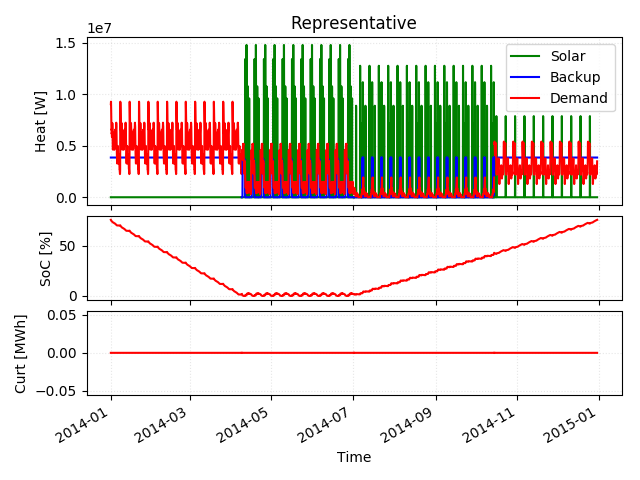 Representative
1e7
1.5
1.0
0.5
0.0
Heat [W]
Solar
Backup
Demand
50
0
SoC [%]
0.05
0.00
−0.05
Curt [MWh]
2014-01
2014-03
2014-05
2014-07
2014-09
2014-11
2015-01
Time